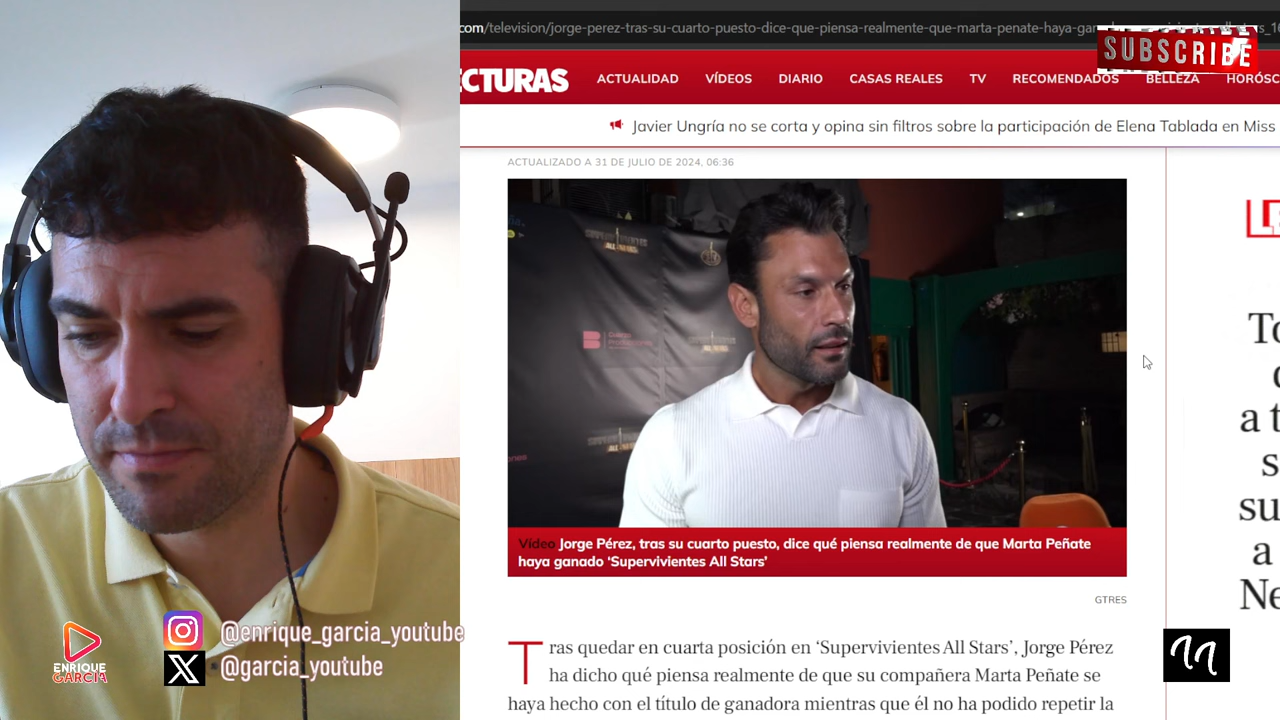 com/television/jorge-perez-tras-su-cuarto-puesto-dice-que-piensa-realmente-que-marta-penate-haya-ga
SUBSCRIBE
ECTURAS ACTUALIDAD VÍDEOS DIARIO CASAS REALES TV RECOMENDADOS BELLEZA HORÓSC
Javier Ungría no se corta y opina sin filtros sobre la participación de Elena Tablada en Miss
ACTUALIZADO A 31 DE JULIO DE 2024, 06:36
Vídeo Jorge Pérez, tras su cuarto puesto, dice qué piensa realmente de que Marta Peñate
haya ganado ‘Supervivientes All Stars’
GTRES
Tras quedar en cuarta posición en ‘Supervivientes All Stars’, Jorge Pérez
ha dicho qué piensa realmente de que su compañera Marta Peñate se
haya hecho con el título de ganadora mientras que él no ha podido repetir la
To
a t
s
su
a
Ne
ENRIQUE
GARCIA
@enrique_garcia_youtube
@garcia_youtube